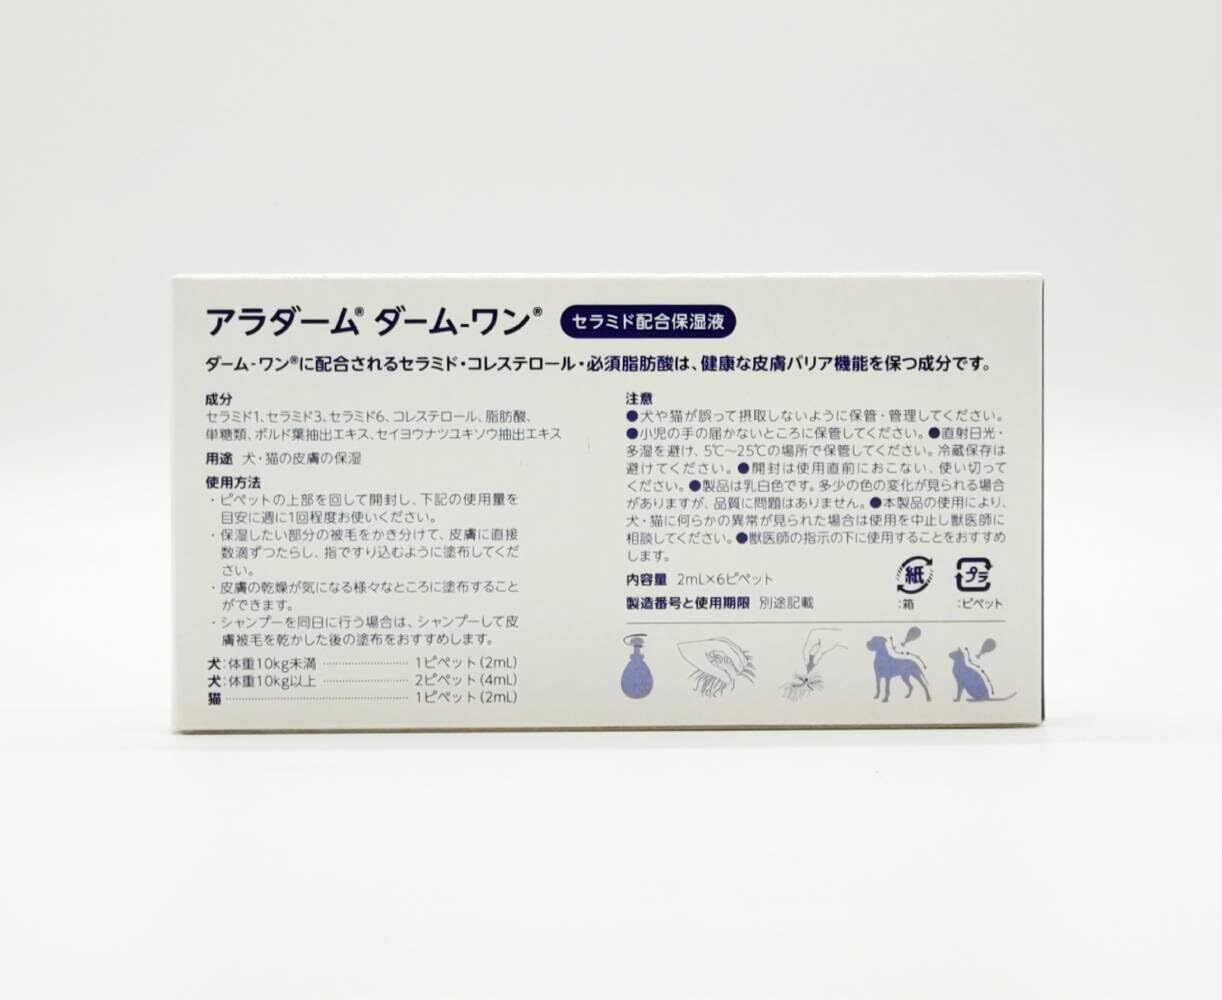 アラダーム® ダーム-ワン® セラミド配合保湿液
ダーム-ワン®に配合されるセラミド・コレステロール・必須脂肪酸は、健康な皮膚バリア機能を保つ成分です。
成分
セラミド1、セラミド3、セラミド6、コレステロール、脂肪酸、
単糖類、ボルド葉抽出エキス、セイヨウナツユキソウ抽出エキス
用途 犬・猫の皮膚の保湿
使用方法
・ピペットの上部を回して開封し、下記の使用量を
目安に週に1回程度お使いください。
・保湿したい部分の被毛をかき分けて、皮膚に直接
数滴ずつたらし、指ですり込むように塗布してくだ
さい。
・皮膚の乾燥が気になる様々なところに塗布すること
ができます。
・シャンプーを同日に行う場合は、シャンプーして皮
膚被毛を乾かした後の塗布をおすすめします。
犬:体重10kg未満 ………………… 1ピペット(2mL)
犬:体重10kg以上 ………………… 2ピペット(4mL)
猫 ……………………………………… 1ピペット(2mL)
注意
●犬や猫が誤って摂取しないように保管・管理してください。
●小児の手の届かないところに保管してください。●直射日光・
多湿を避け、5℃〜25℃の場所で保管してください。冷蔵保存は
避けてください。●開封は使用直前におこない、使い切って
ください。●製品は乳白色です。多少の色の変化が見られる場合
がありますが、品質に問題はありません。●本製品の使用により、
犬・猫に何らかの異常が見られた場合は使用を中止し獣医師に
相談してください。●獣医師の指示の下に使用することをおすすめ
します。
内容量 2mL×6ピペット
製造番号と使用期限 別途記載
紙
:箱
プラ
:ピペット